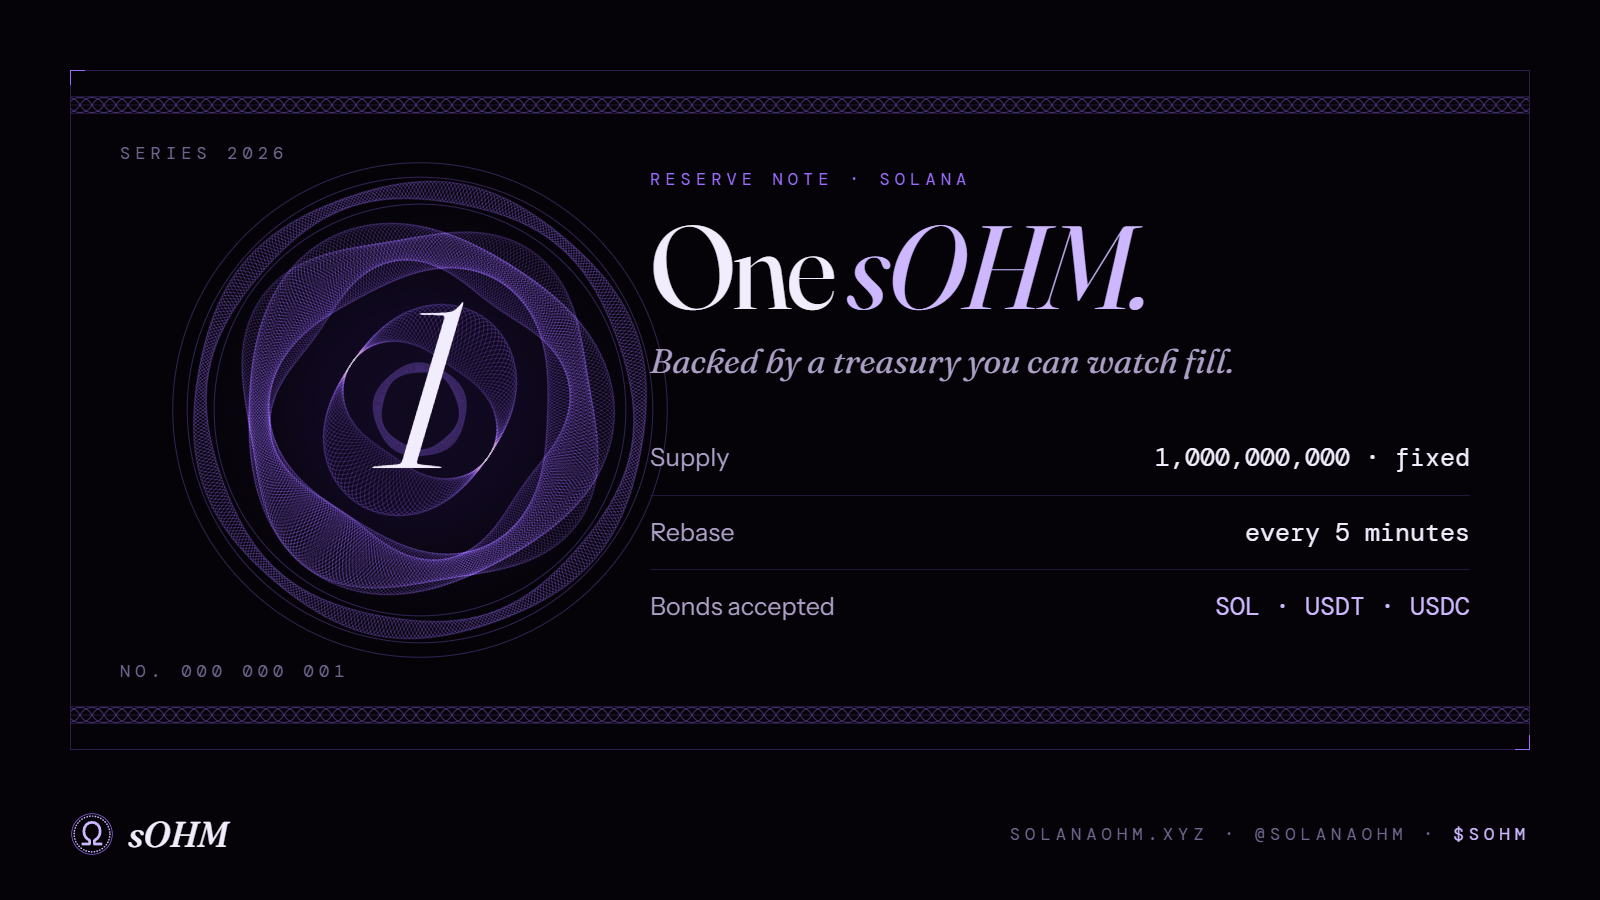 SERIES 2026
RESERVE NOTE · SOLANA
One sOHM.
Backed by a treasury you can watch fill.
1
Supply 1,000,000,000 · fixed
Rebase every 5 minutes
Bonds accepted SOL · USDT · USDC
NO. 000 000 001
Ω sOHM
SOLANAOHM.XYZ · @SOLANAOHM · $SOHM